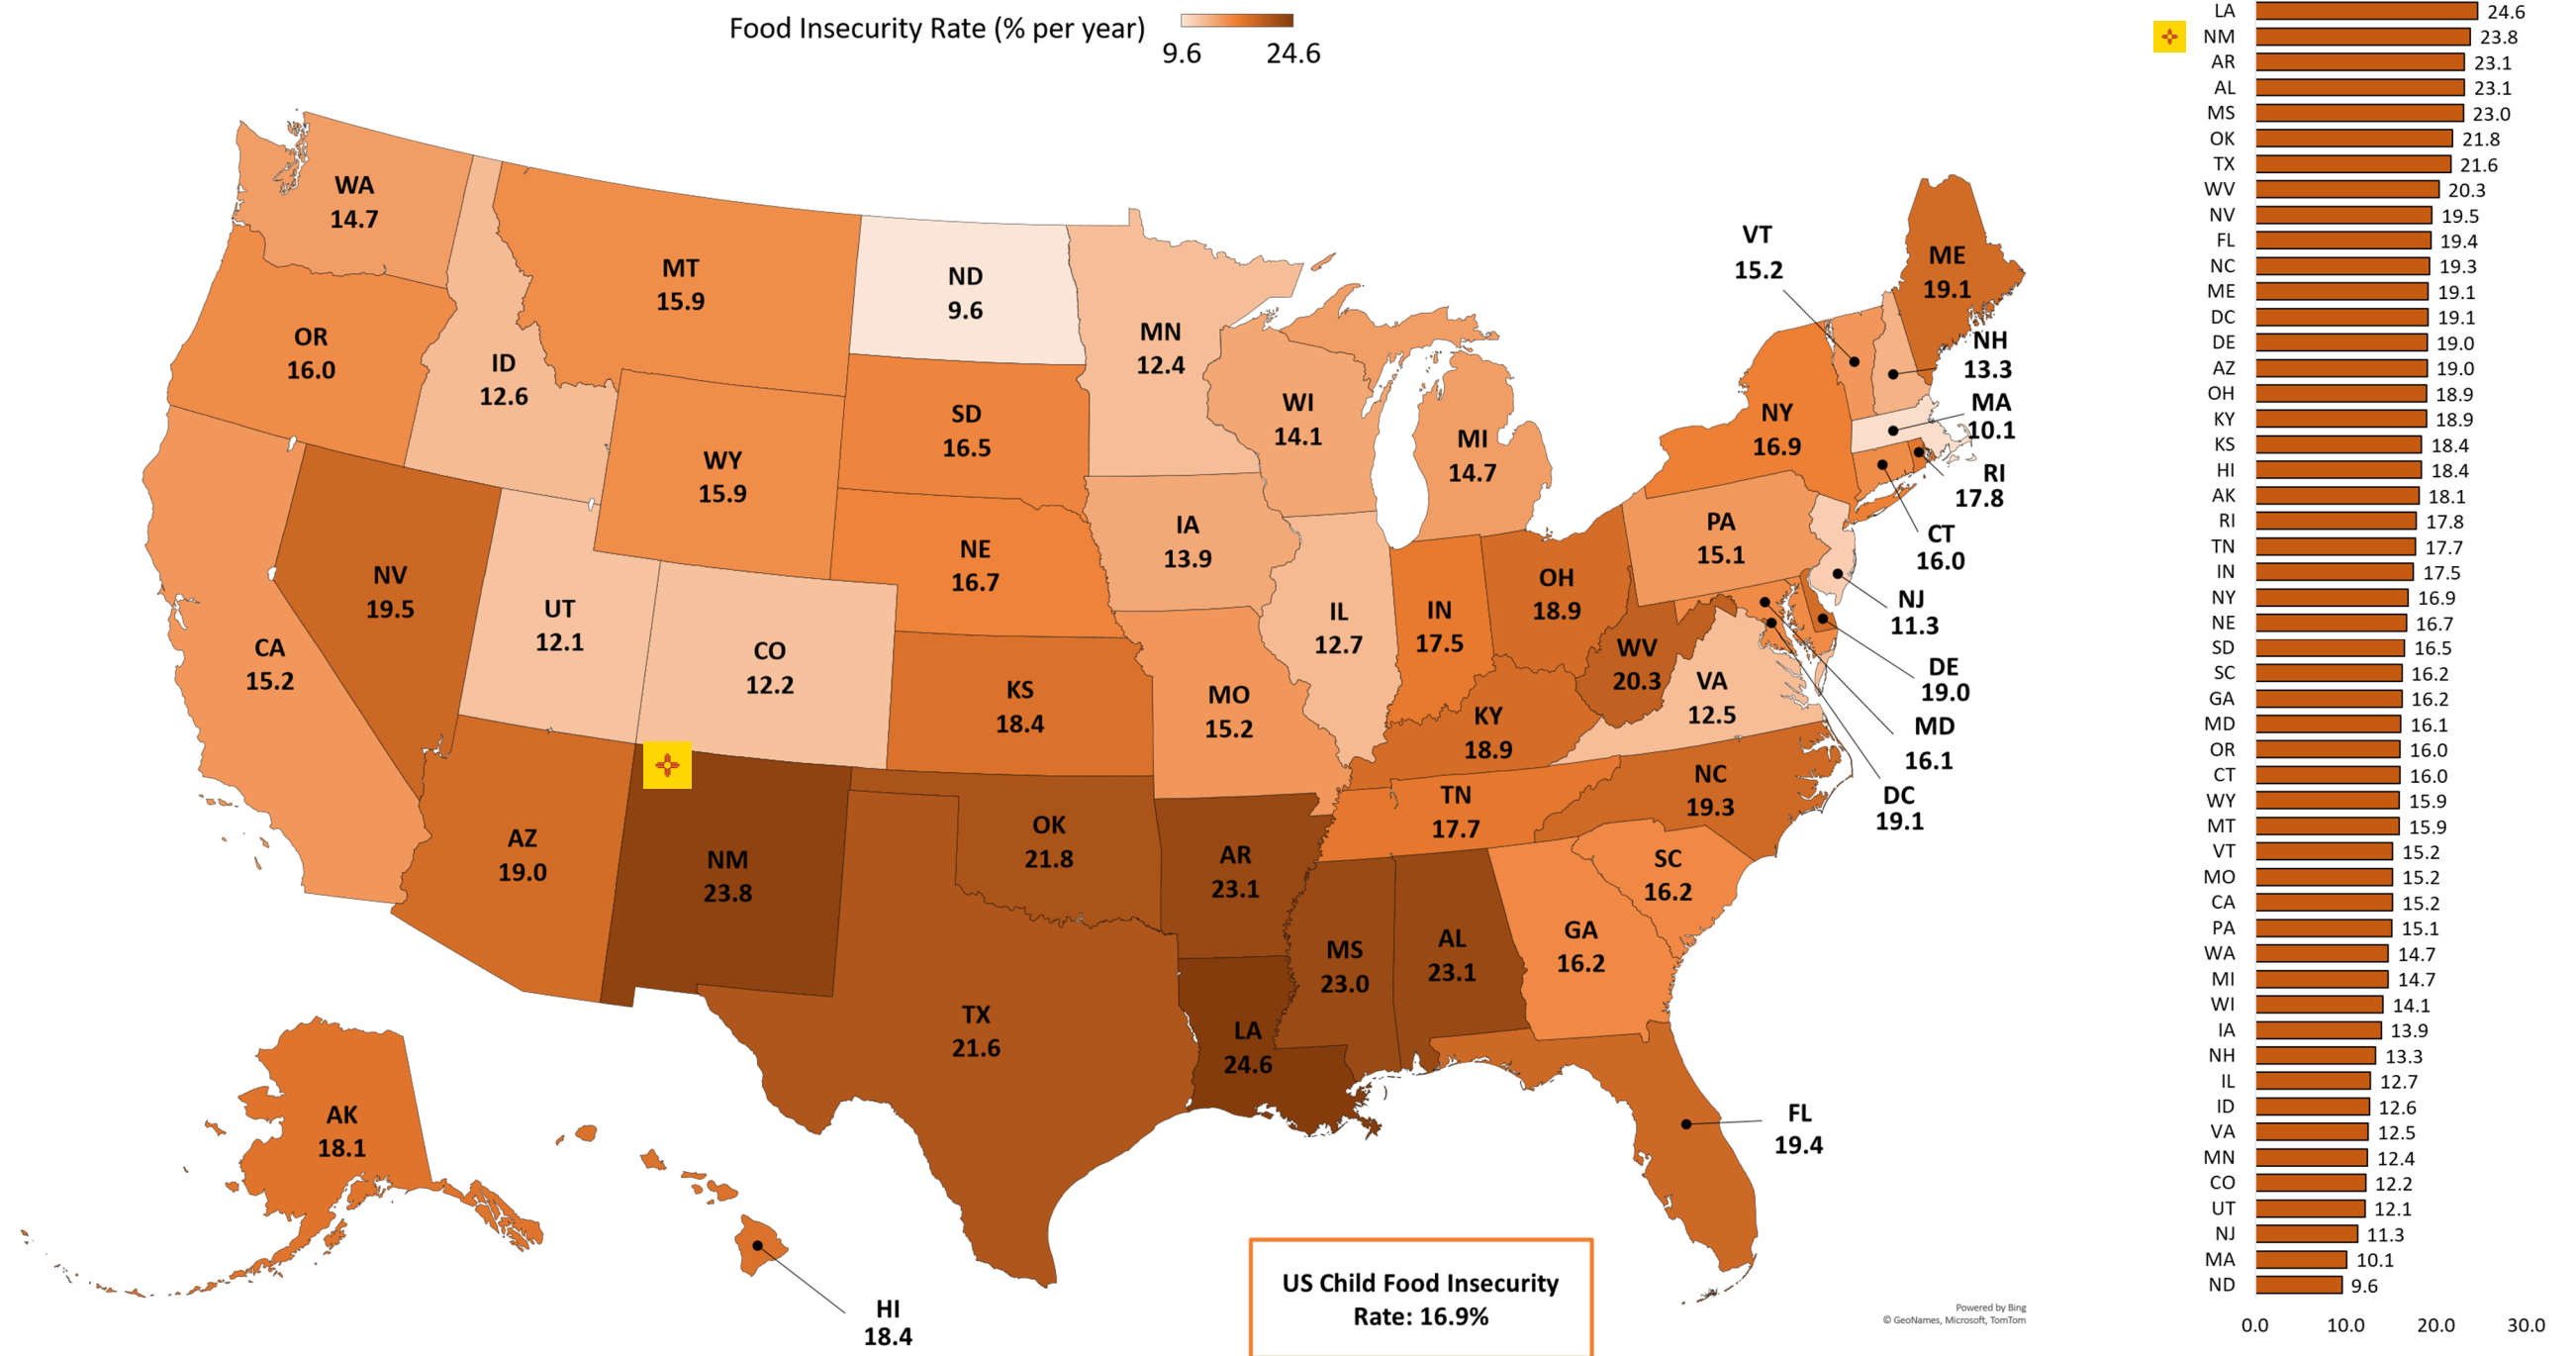 Food Insecurity Rate (% per year)
9.6 24.6
WA
14.7
OR
16.0
CA
15.2
NV
19.5
ID
12.6
MT
15.9
WY
15.9
UT
12.1
CO
12.2
AZ
19.0
NM
23.8
ND
9.6
SD
16.5
NE
16.7
KS
18.4
OK
21.8
TX
21.6
MN
12.4
IA
13.9
MO
15.2
AR
23.1
LA
24.6
WI
14.1
IL
12.7
MI
14.7
IN
17.5
OH
18.9
KY
18.9
TN
17.7
MS
23.0
AL
23.1
GA
16.2
SC
16.2
NC
19.3
VA
12.5
WV
20.3
PA
15.1
NY
16.9
VT
15.2
ME
19.1
NH
13.3
MA
10.1
RI
17.8
CT
16.0
NJ
11.3
DE
19.0
MD
16.1
DC
19.1
FL
19.4
AK
18.1
HI
18.4
US Child Food Insecurity
Rate: 16.9%
Powered by Bing
© GeoNames, Microsoft, TomTom
LA 24.6
NM 23.8
AR 23.1
AL 23.1
MS 23.0
OK 21.8
TX 21.6
WV 20.3
NV 19.5
FL 19.4
NC 19.3
ME 19.1
DC 19.1
DE 19.0
AZ 19.0
OH 18.9
KY 18.9
KS 18.4
HI 18.4
AK 18.1
RI 17.8
TN 17.7
IN 17.5
NY 16.9
NE 16.7
SD 16.5
SC 16.2
GA 16.2
MD 16.1
OR 16.0
CT 16.0
WY 15.9
MT 15.9
VT 15.2
MO 15.2
CA 15.2
PA 15.1
WA 14.7
MI 14.7
WI 14.1
IA 13.9
NH 13.3
IL 12.7
ID 12.6
VA 12.5
MN 12.4
CO 12.2
UT 12.1
NJ 11.3
MA 10.1
ND 9.6
0.0 10.0 20.0 30.0